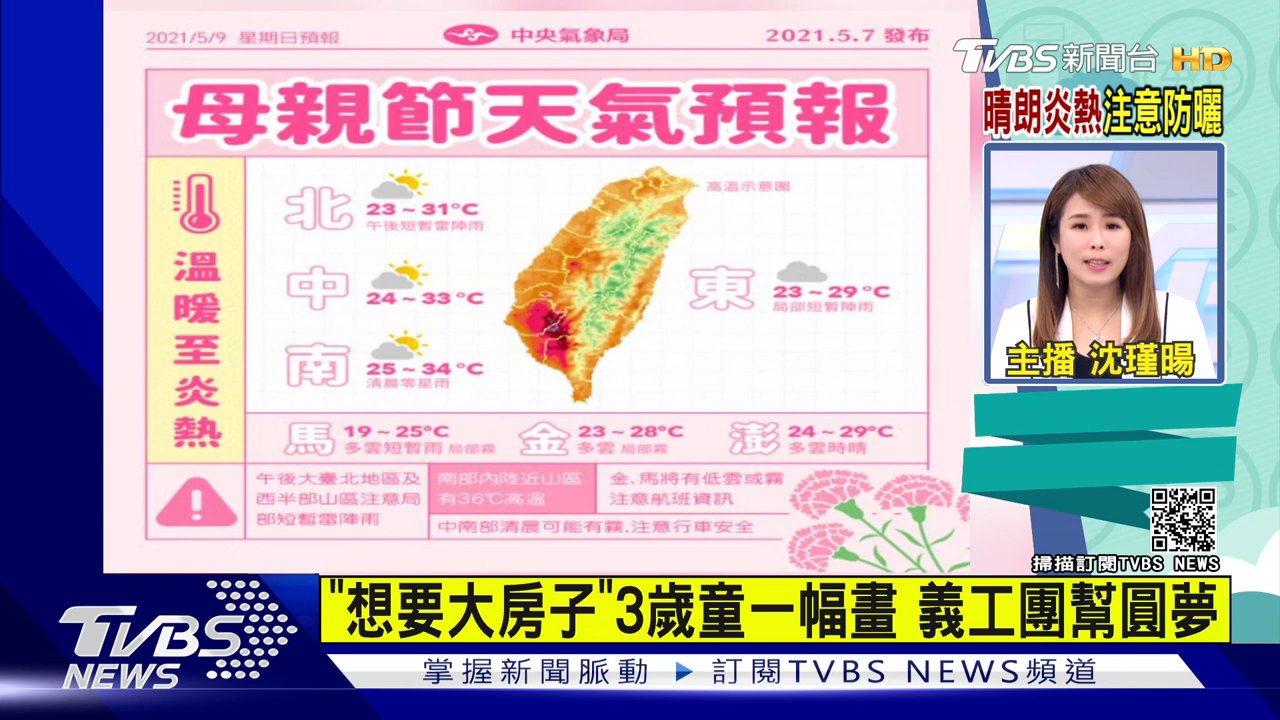 2021/5/9 星期日預報
中央氣象局
2021.5.7 發布
TVBS新聞台 HD
晴朗炎熱注意防曬
母親節天氣預報
溫暖至炎熱
北
23～31°C
午後短暫雷陣雨
高溫示意圖
中
24～33°C
東
23～29°C
局部短暫陣雨
南
25～34°C
清晨零星雨
主播 沈瑾暘
馬
19～25°C
多雲短暫雨 局部霧
金
23～28°C
多雲 局部霧
澎
24～29°C
多雲時晴
午後大臺北地區及
西半部山區注意局
部短暫雷陣雨
南部內陸近山區
有36°C高溫
金、馬將有低雲或霧
注意航班資訊
中南部清晨可能有霧,注意行車安全
掃描訂閱TVBS NEWS
"想要大房子"3歲童一幅畫 義工團幫圓夢
TVBS
NEWS
掌握新聞脈動 ▶ 訂閱TVBS NEWS頻道